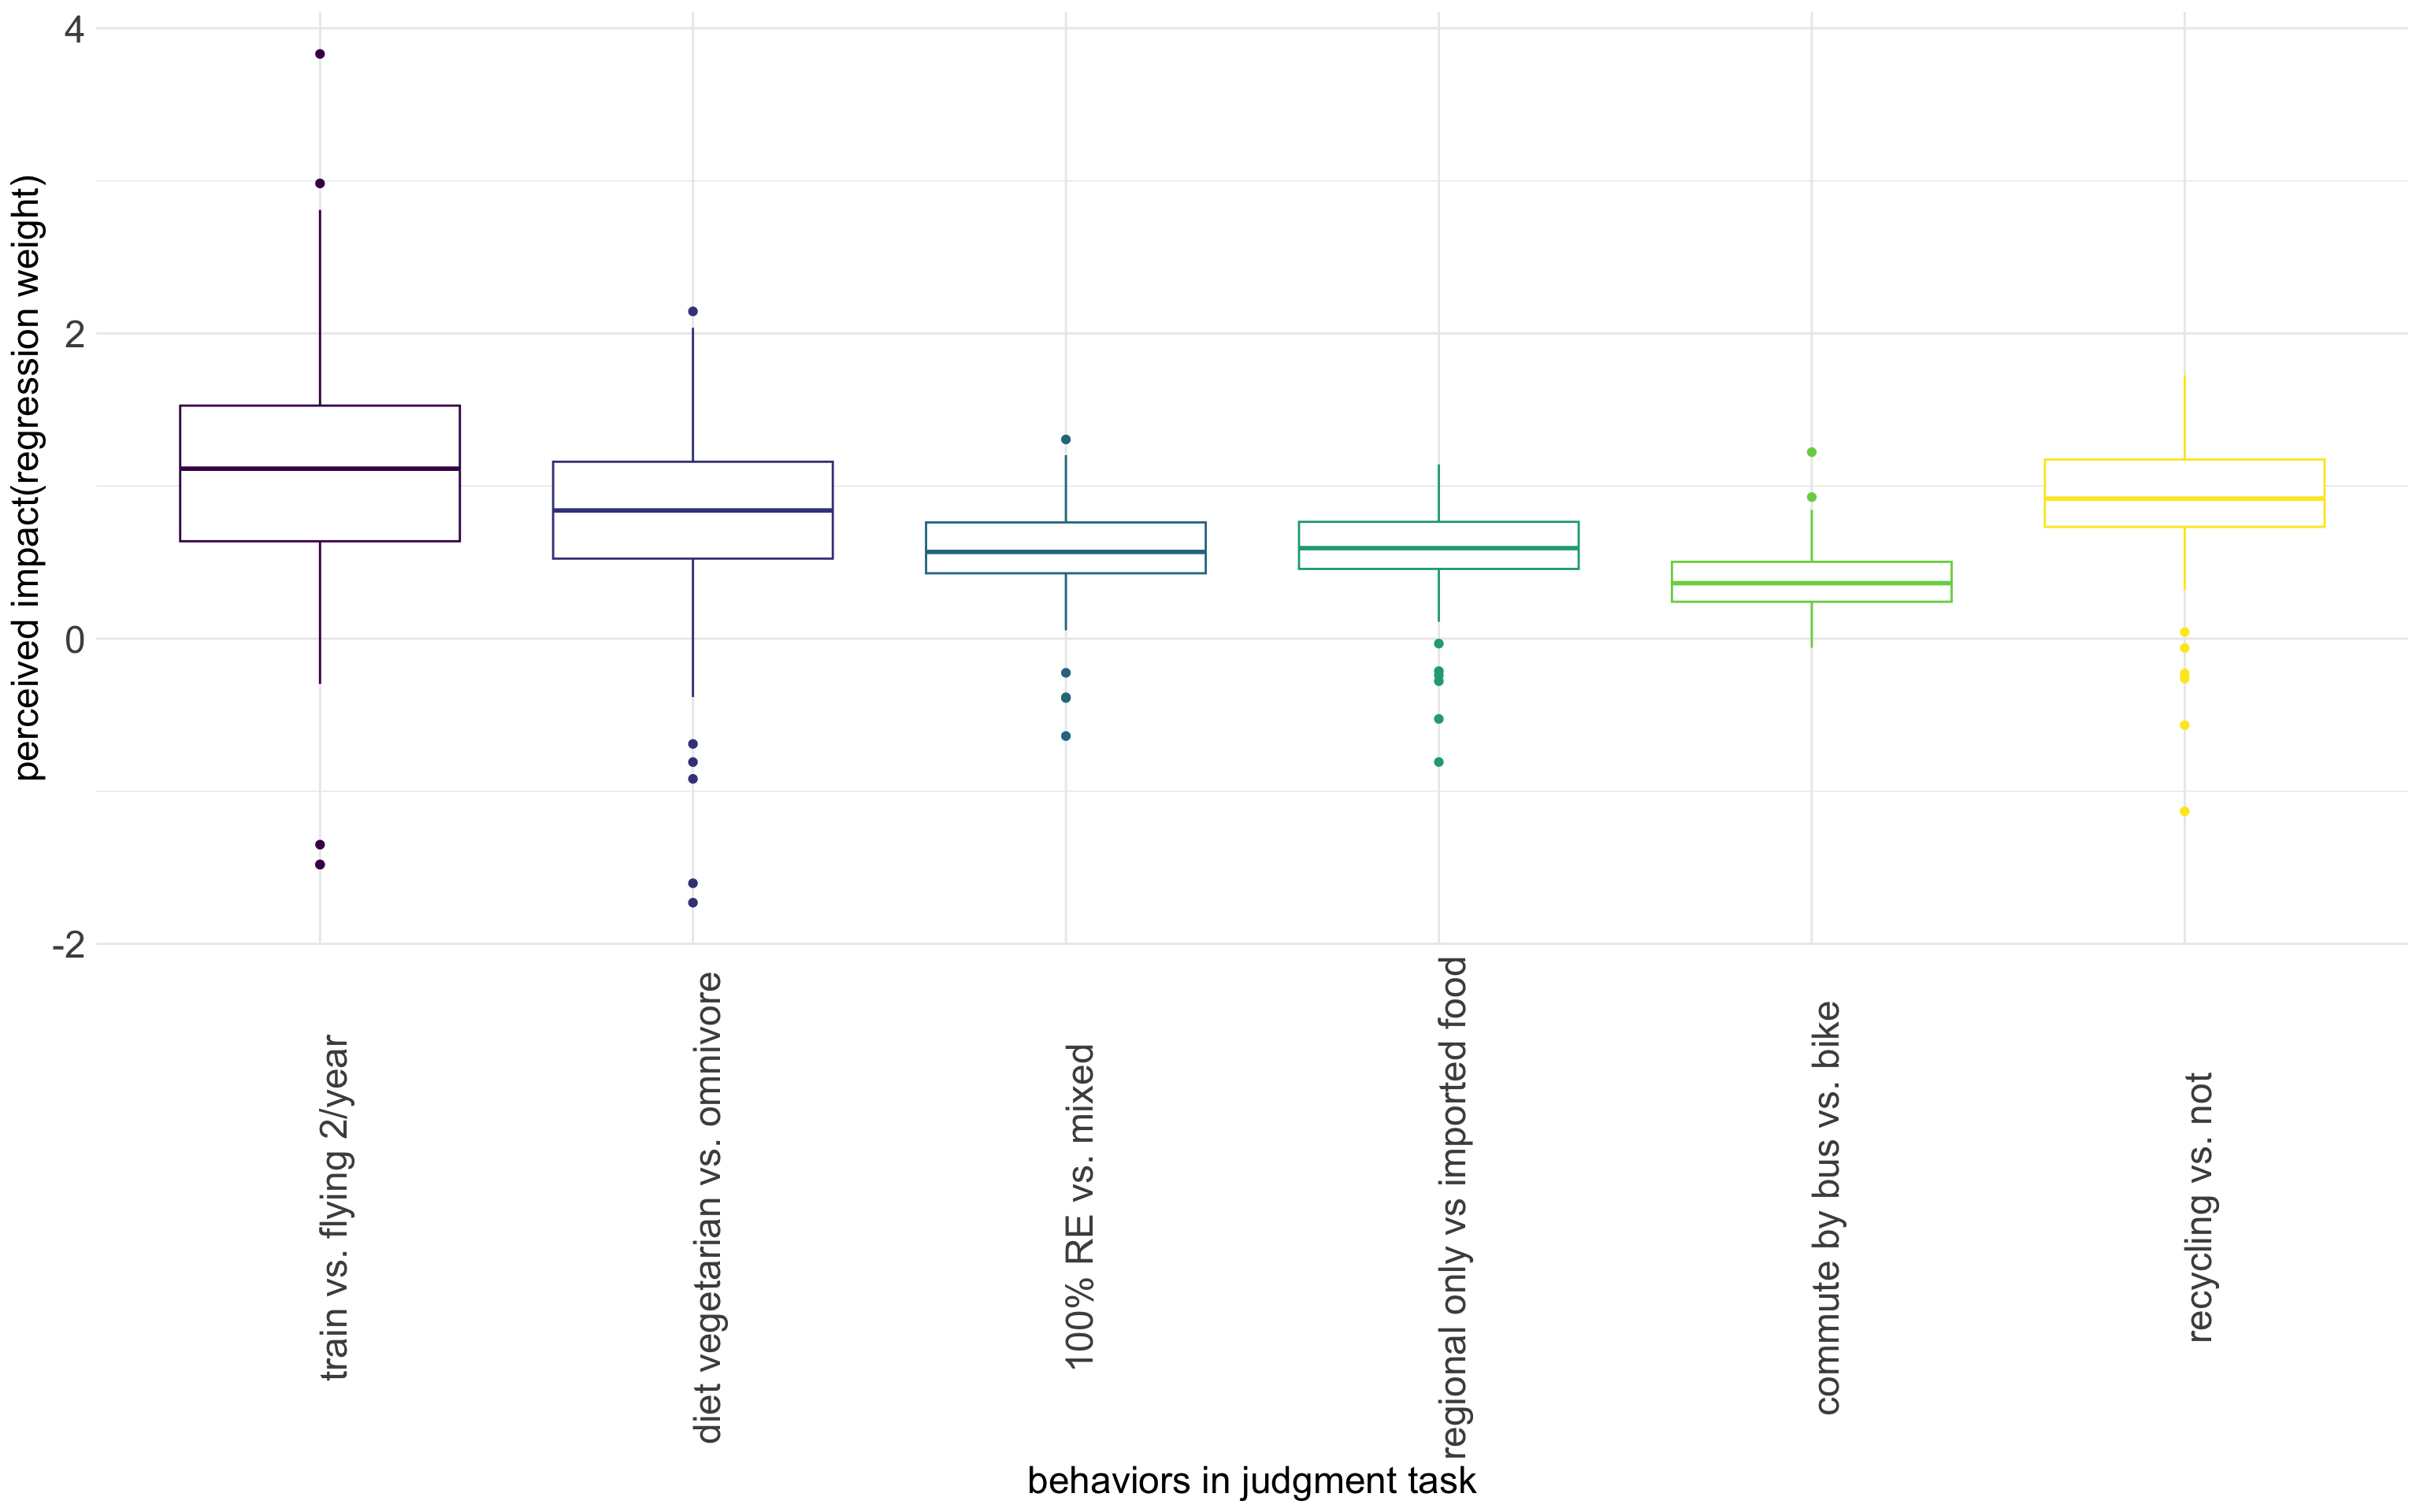 perceived impact(regression weight)
4
2
0
-2
train vs. flying 2/year
diet vegetarian vs. omnivore
100% RE vs. mixed
regional only vs imported food
commute by bus vs. bike
recycling vs. not
behaviors in judgment task